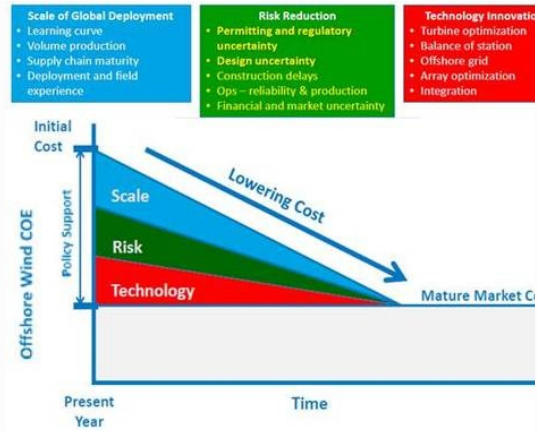 Scale of Global Deployment
• Learning curve
• Volume production
• Supply chain maturity
• Deployment and field
experience
Risk Reduction
• Permitting and regulatory
uncertainty
• Design uncertainty
• Construction delays
• Ops – reliability & production
• Financial and market uncertainty
Technology Innovatio
• Turbine optimization
• Balance of station
• Offshore grid
• Array optimization
• Integration
Initial
Cost
Offshore Wind COE
Policy Support
Scale
Risk
Technology
Lowering Cost
Mature Market Co
Present
Year
Time